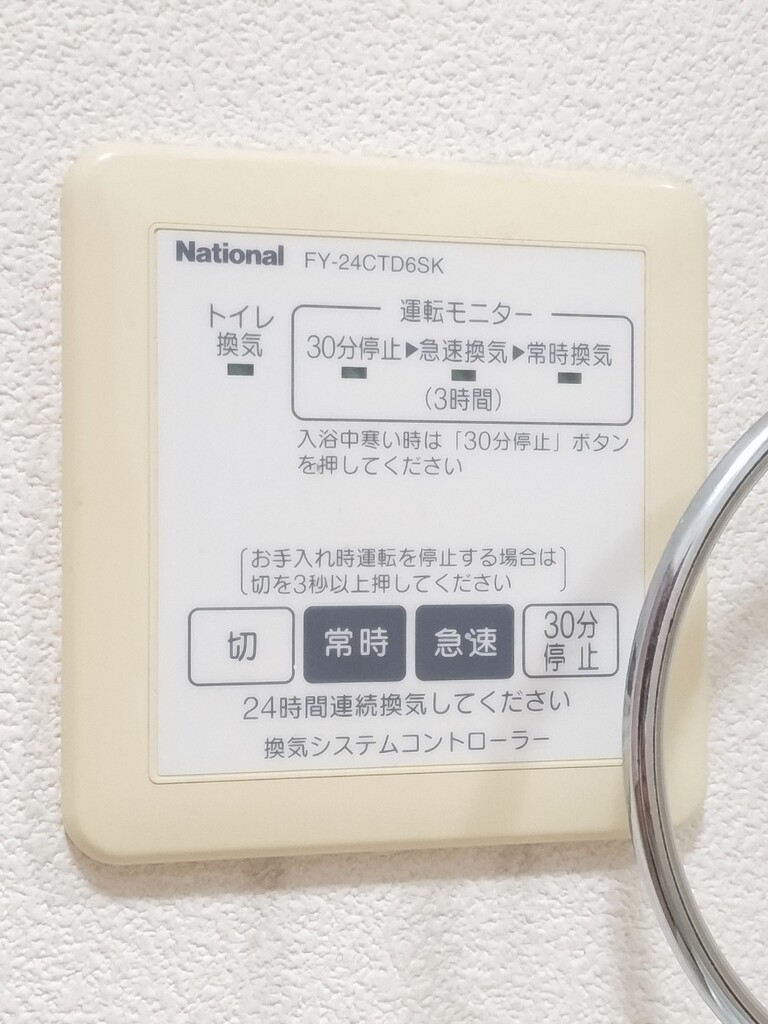 National FY-24CTD6SK
トイレ
換気
運転モニター
30分停止▶急速換気▶常時換気
(3時間)
入浴中寒い時は「30分停止」ボタン
を押してください
お手入れ時運転を停止する場合は
切を3秒以上押してください
切 常時 急速 30分
停止
24時間連続換気してください
換気システムコントローラー